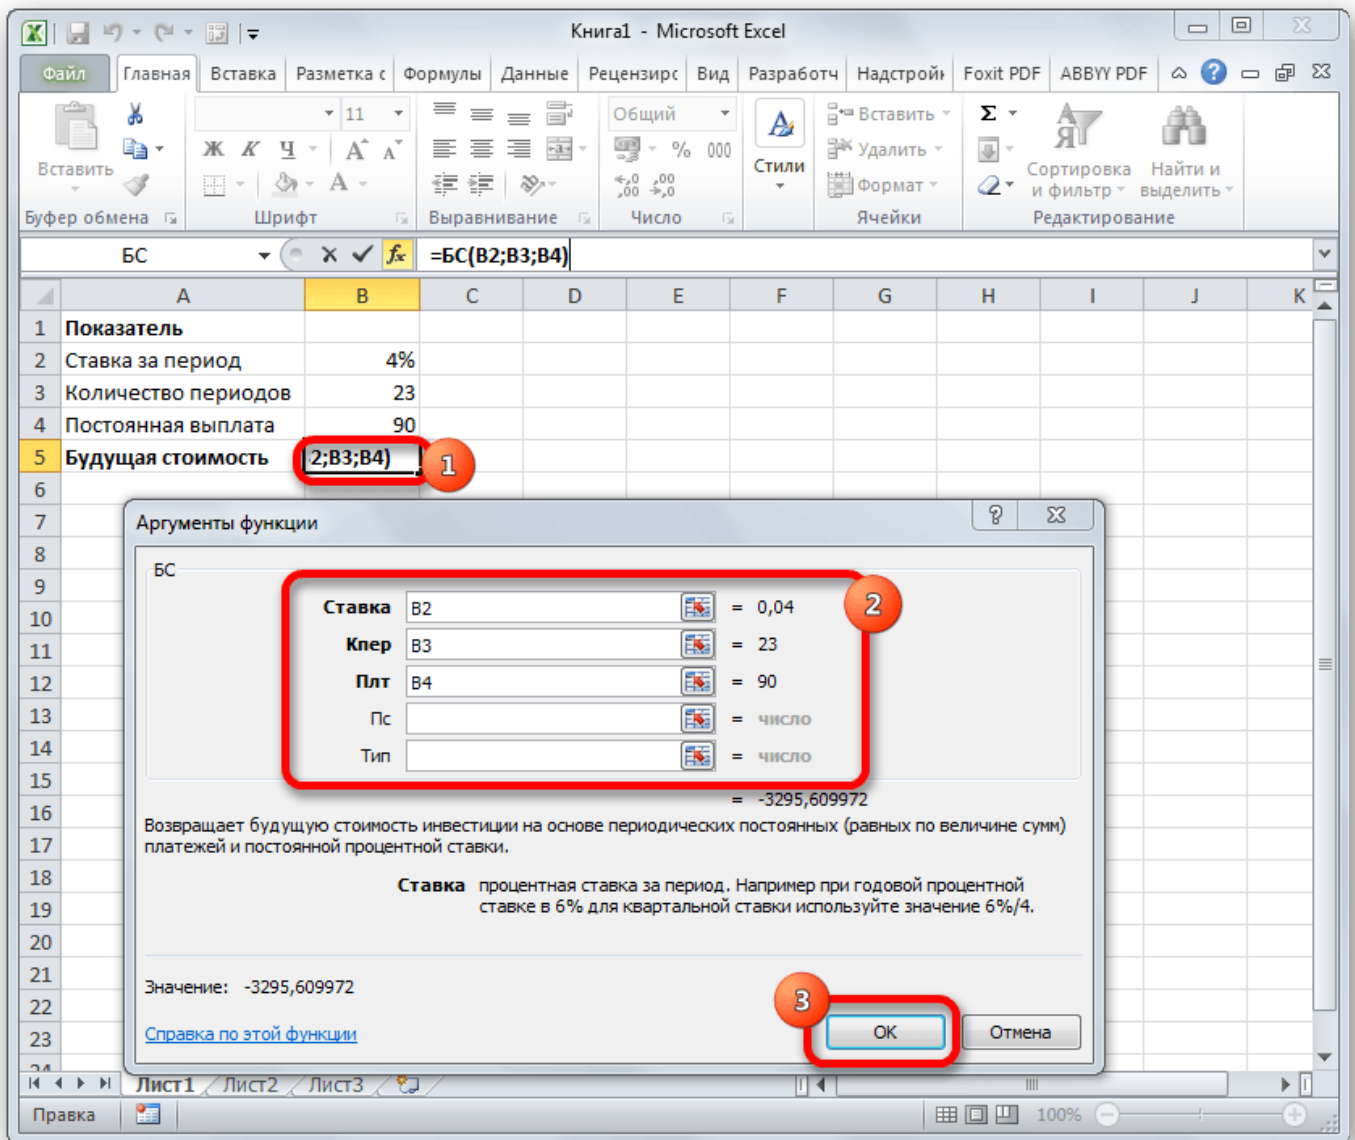 Книга1 - Microsoft Excel
Файл Главная Вставка Разметка с Формулы Данные Рецензирс Вид Разработч Надстройн Foxit PDF ABBYY PDF
Вставить
Буфер обмена
11
Ж К Ч A A
A
Шрифт
Выравнивание
Общий
% 000
,0 ,00
,00 ,0
Число
A
Стили
Вставить
Удалить
Формат
Ячейки
Σ
Сортировка и фильтр
Найти и выделить
Редактирование
БС fx =БС(B2;B3;B4)
A B C D E F G H I J K
1 Показатель
2 Ставка за период 4%
3 Количество периодов 23
4 Постоянная выплата 90
5 Будущая стоимость 2;B3;B4) 1
6
7
8
9
10
11
12
13
14
15
16
17
18
19
20
21
22
23
24
Аргументы функции
БС
Ставка B2 = 0,04 2
Кпер B3 = 23
Плт B4 = 90
Пс = число
Тип = число
= -3295,609972
Возвращает будущую стоимость инвестиции на основе периодических постоянных (равных по величине сумм)
платежей и постоянной процентной ставки.
Ставка процентная ставка за период. Например при годовой процентной
ставке в 6% для квартальной ставки используйте значение 6%/4.
Значение: -3295,609972
3
Справка по этой функции
ОК Отмена
Лист1 Лист2 Лист3
Правка 100%